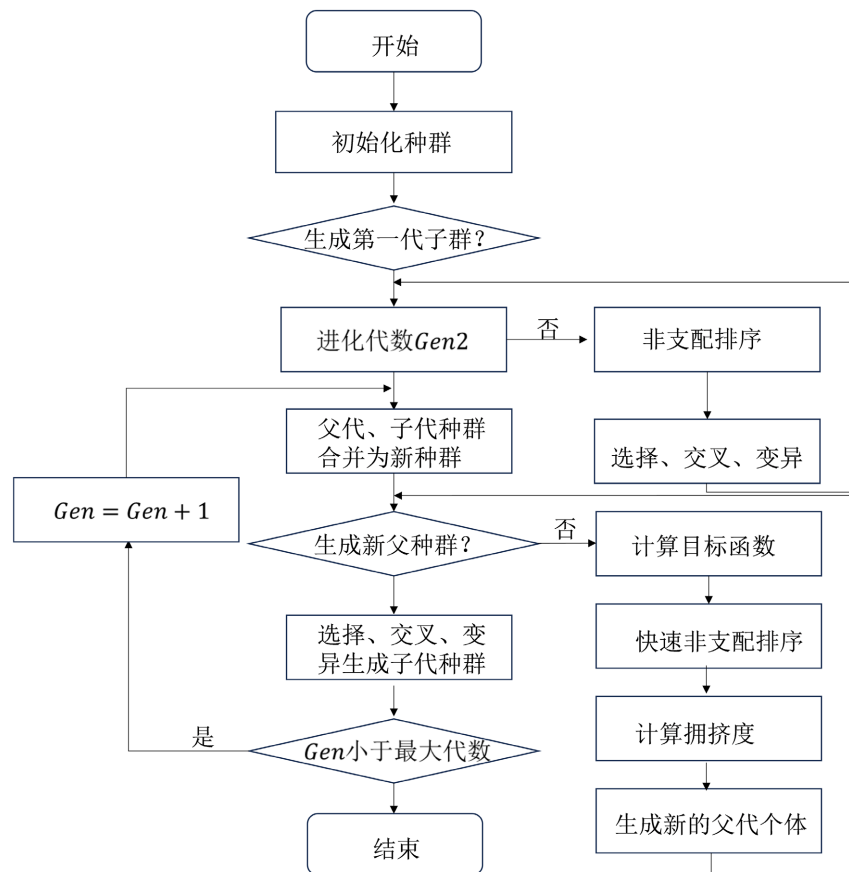 开始
初始化种群
生成第一代子群？
进化代数Gen2
否
非支配排序
父代、子代种群
合并为新种群
选择、交叉、变异
Gen = Gen + 1
生成新父种群？
否
计算目标函数
选择、交叉、变
异生成子代种群
快速非支配排序
是
Gen小于最大代数
计算拥挤度
生成新的父代个体
结束